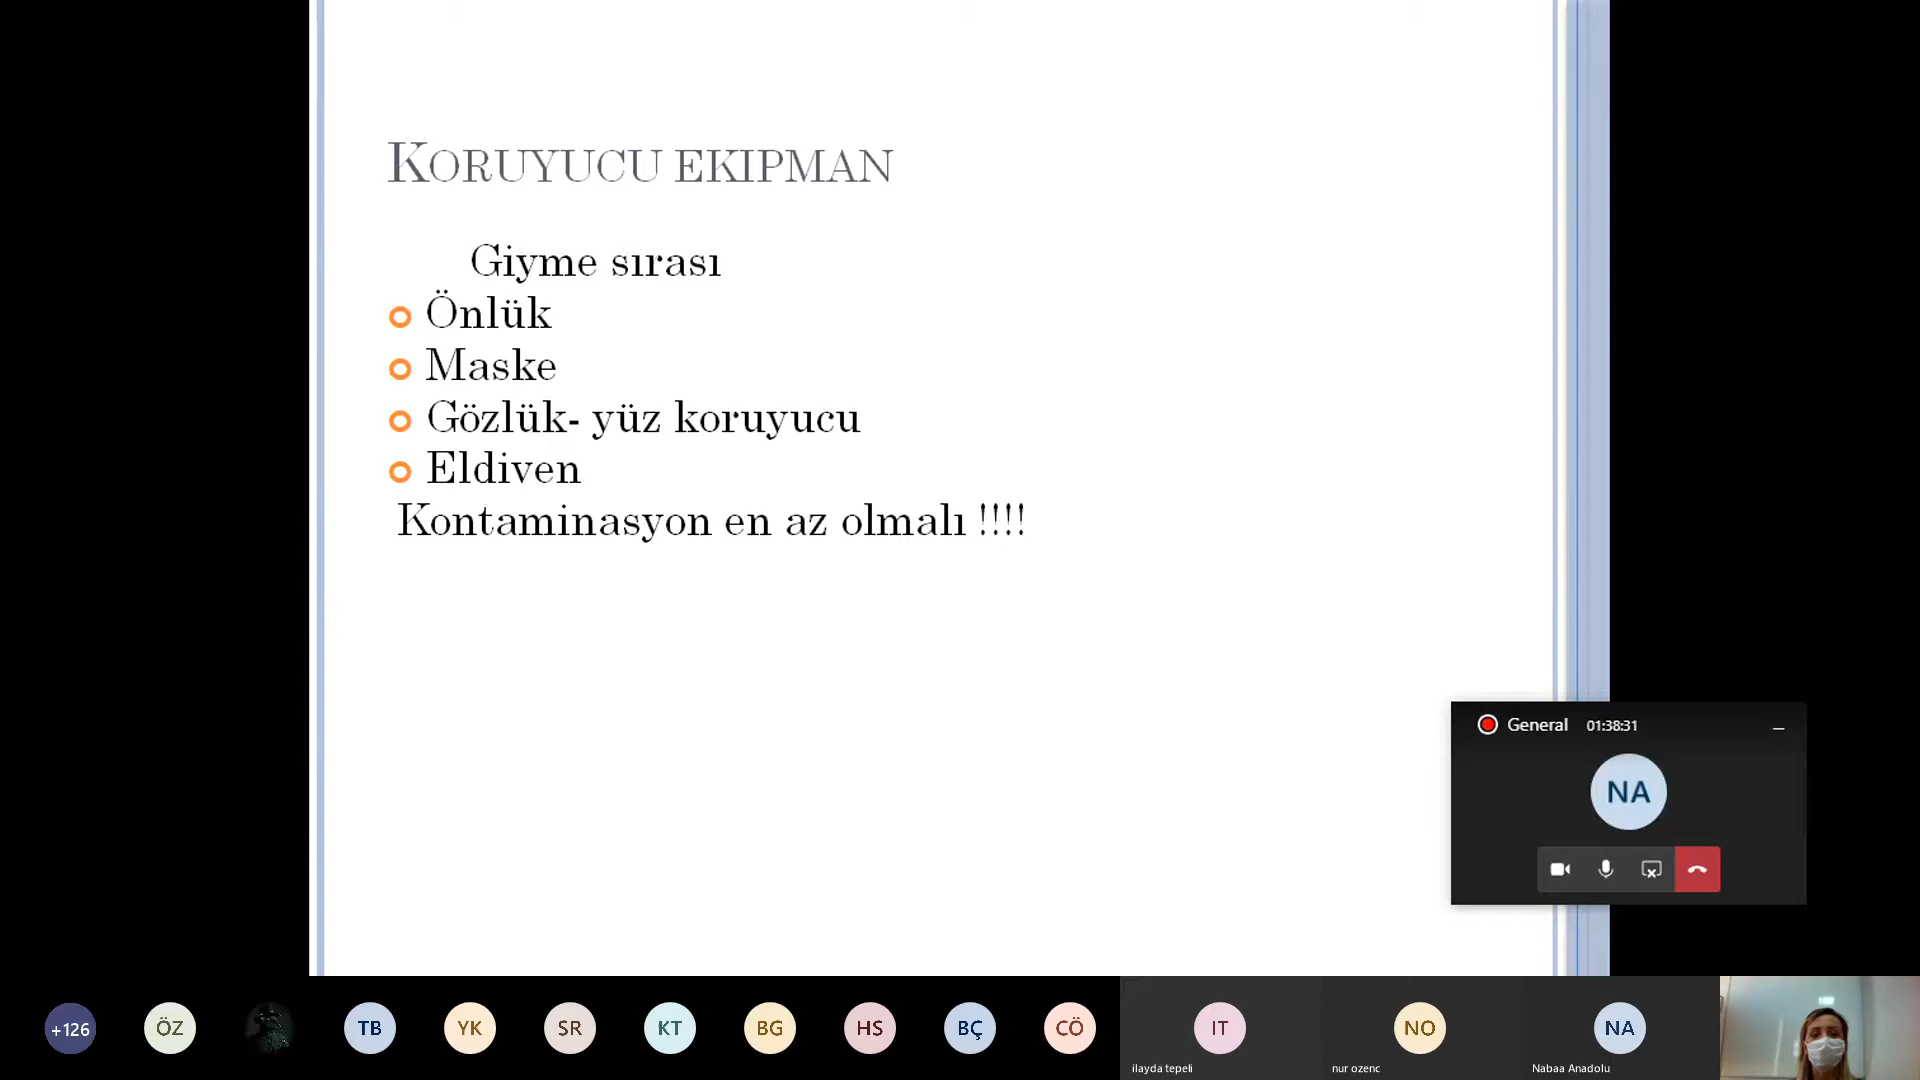 KORUYUCU EKIPMAN
Giyme sırası
Önlük
Maske
Gözlük- yüz koruyucu
Eldiven
Kontaminasyon en az olmalı !!!!
General 01:38:31
NA
+126 ÖZ TB YK SR KT BG HS BÇ CÖ IT NO NA
ilayda tepeli nur ozenc Nabaa Anadolu